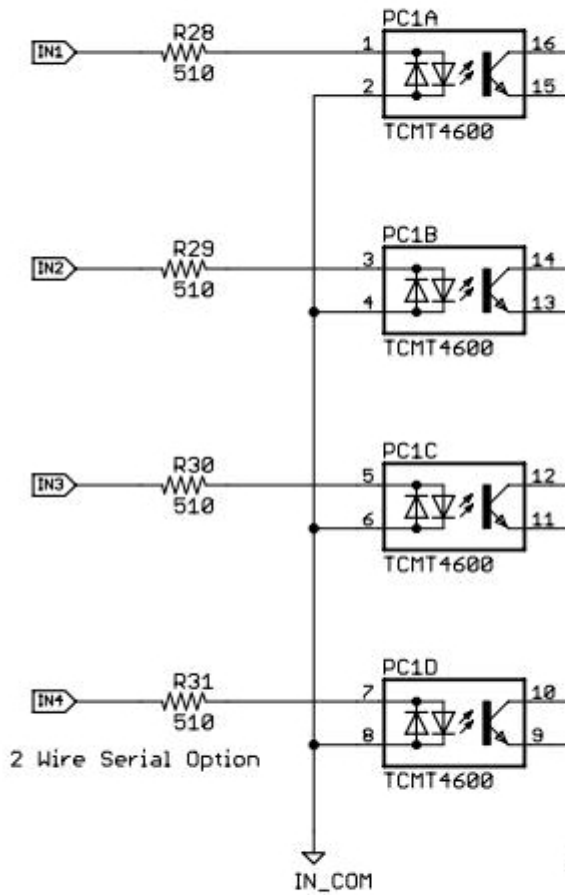 PC1A
IN1 R28 1 16
510 2 15
TCMT4600
PC1B
IN2 R29 3 14
510 4 13
TCMT4600
PC1C
IN3 R30 5 12
510 6 11
TCMT4600
PC1D
IN4 R31 7 10
510 8 9
2 Wire Serial Option
TCMT4600
IN_COM